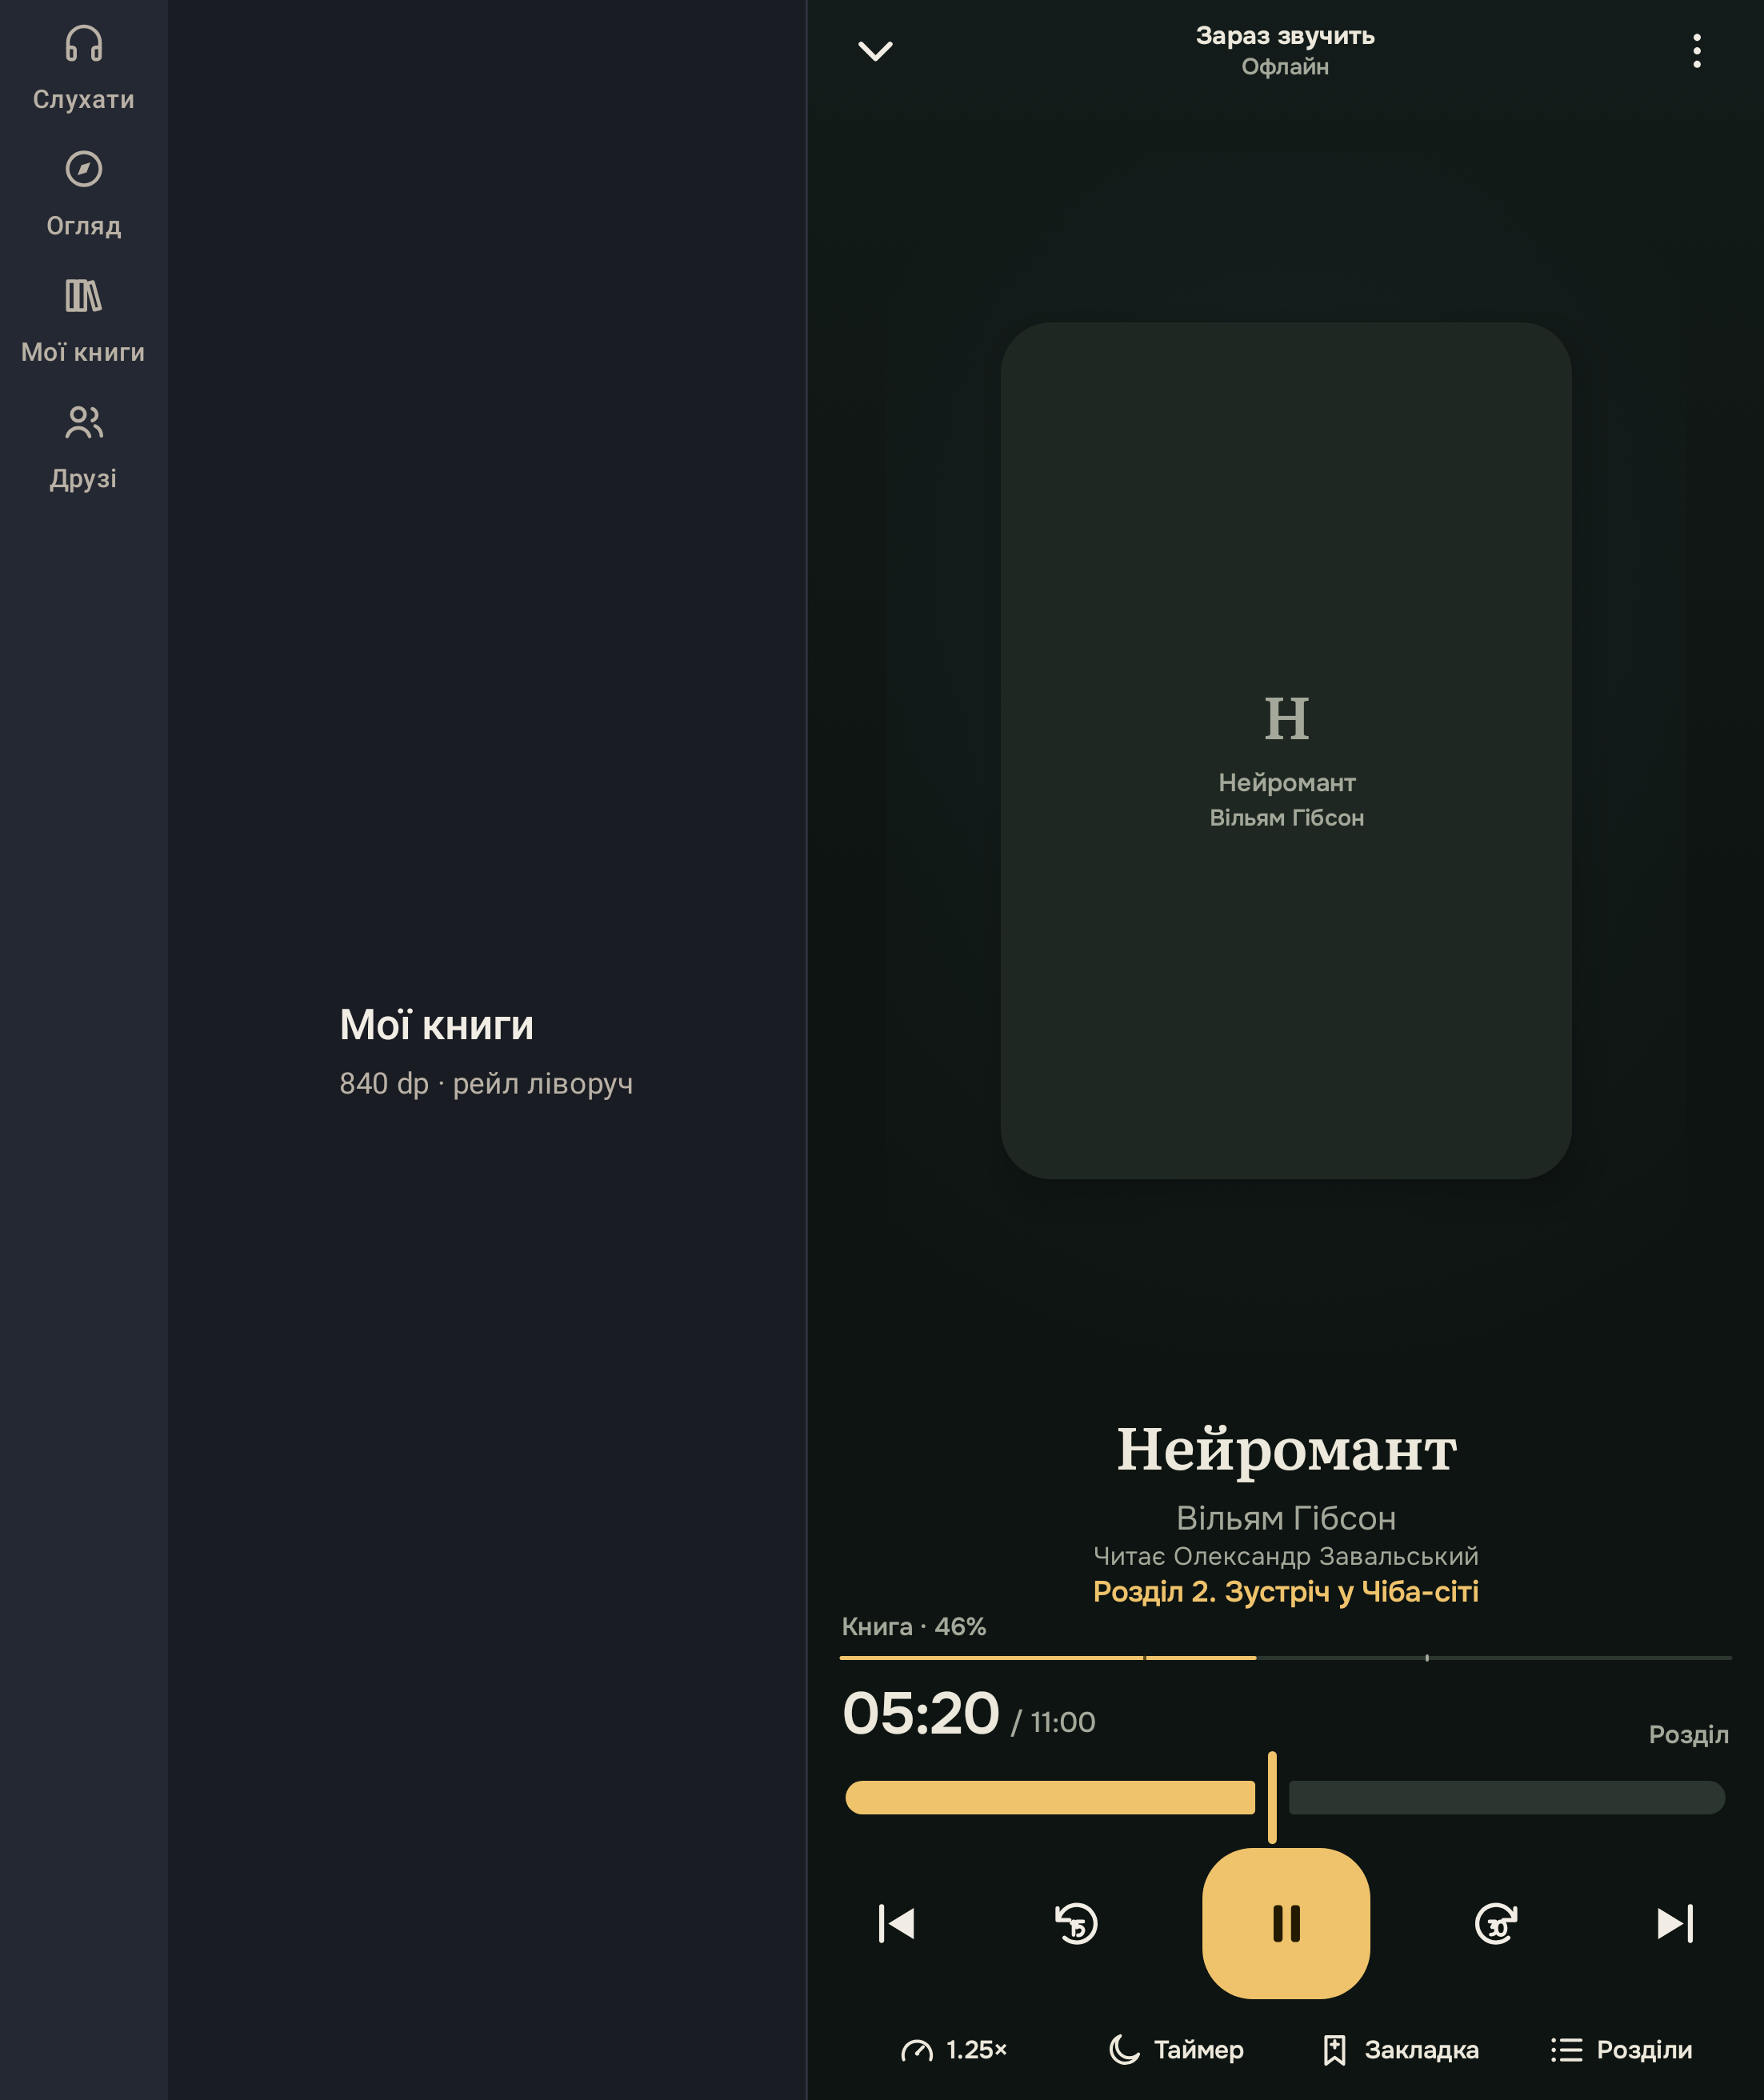 Слухати
Огляд
Мої книги
Друзі
Мої книги
840 dp · рейл ліворуч
Зараз звучить
Офлайн
Н
Нейромант
Вільям Гібсон
Нейромант
Вільям Гібсон
Читає Олександр Завальський
Розділ 2. Зустріч у Чіба-сіті
Книга · 46%
05:20 / 11:00
Розділ
15
30
1.25×
Таймер
Закладка
Розділи